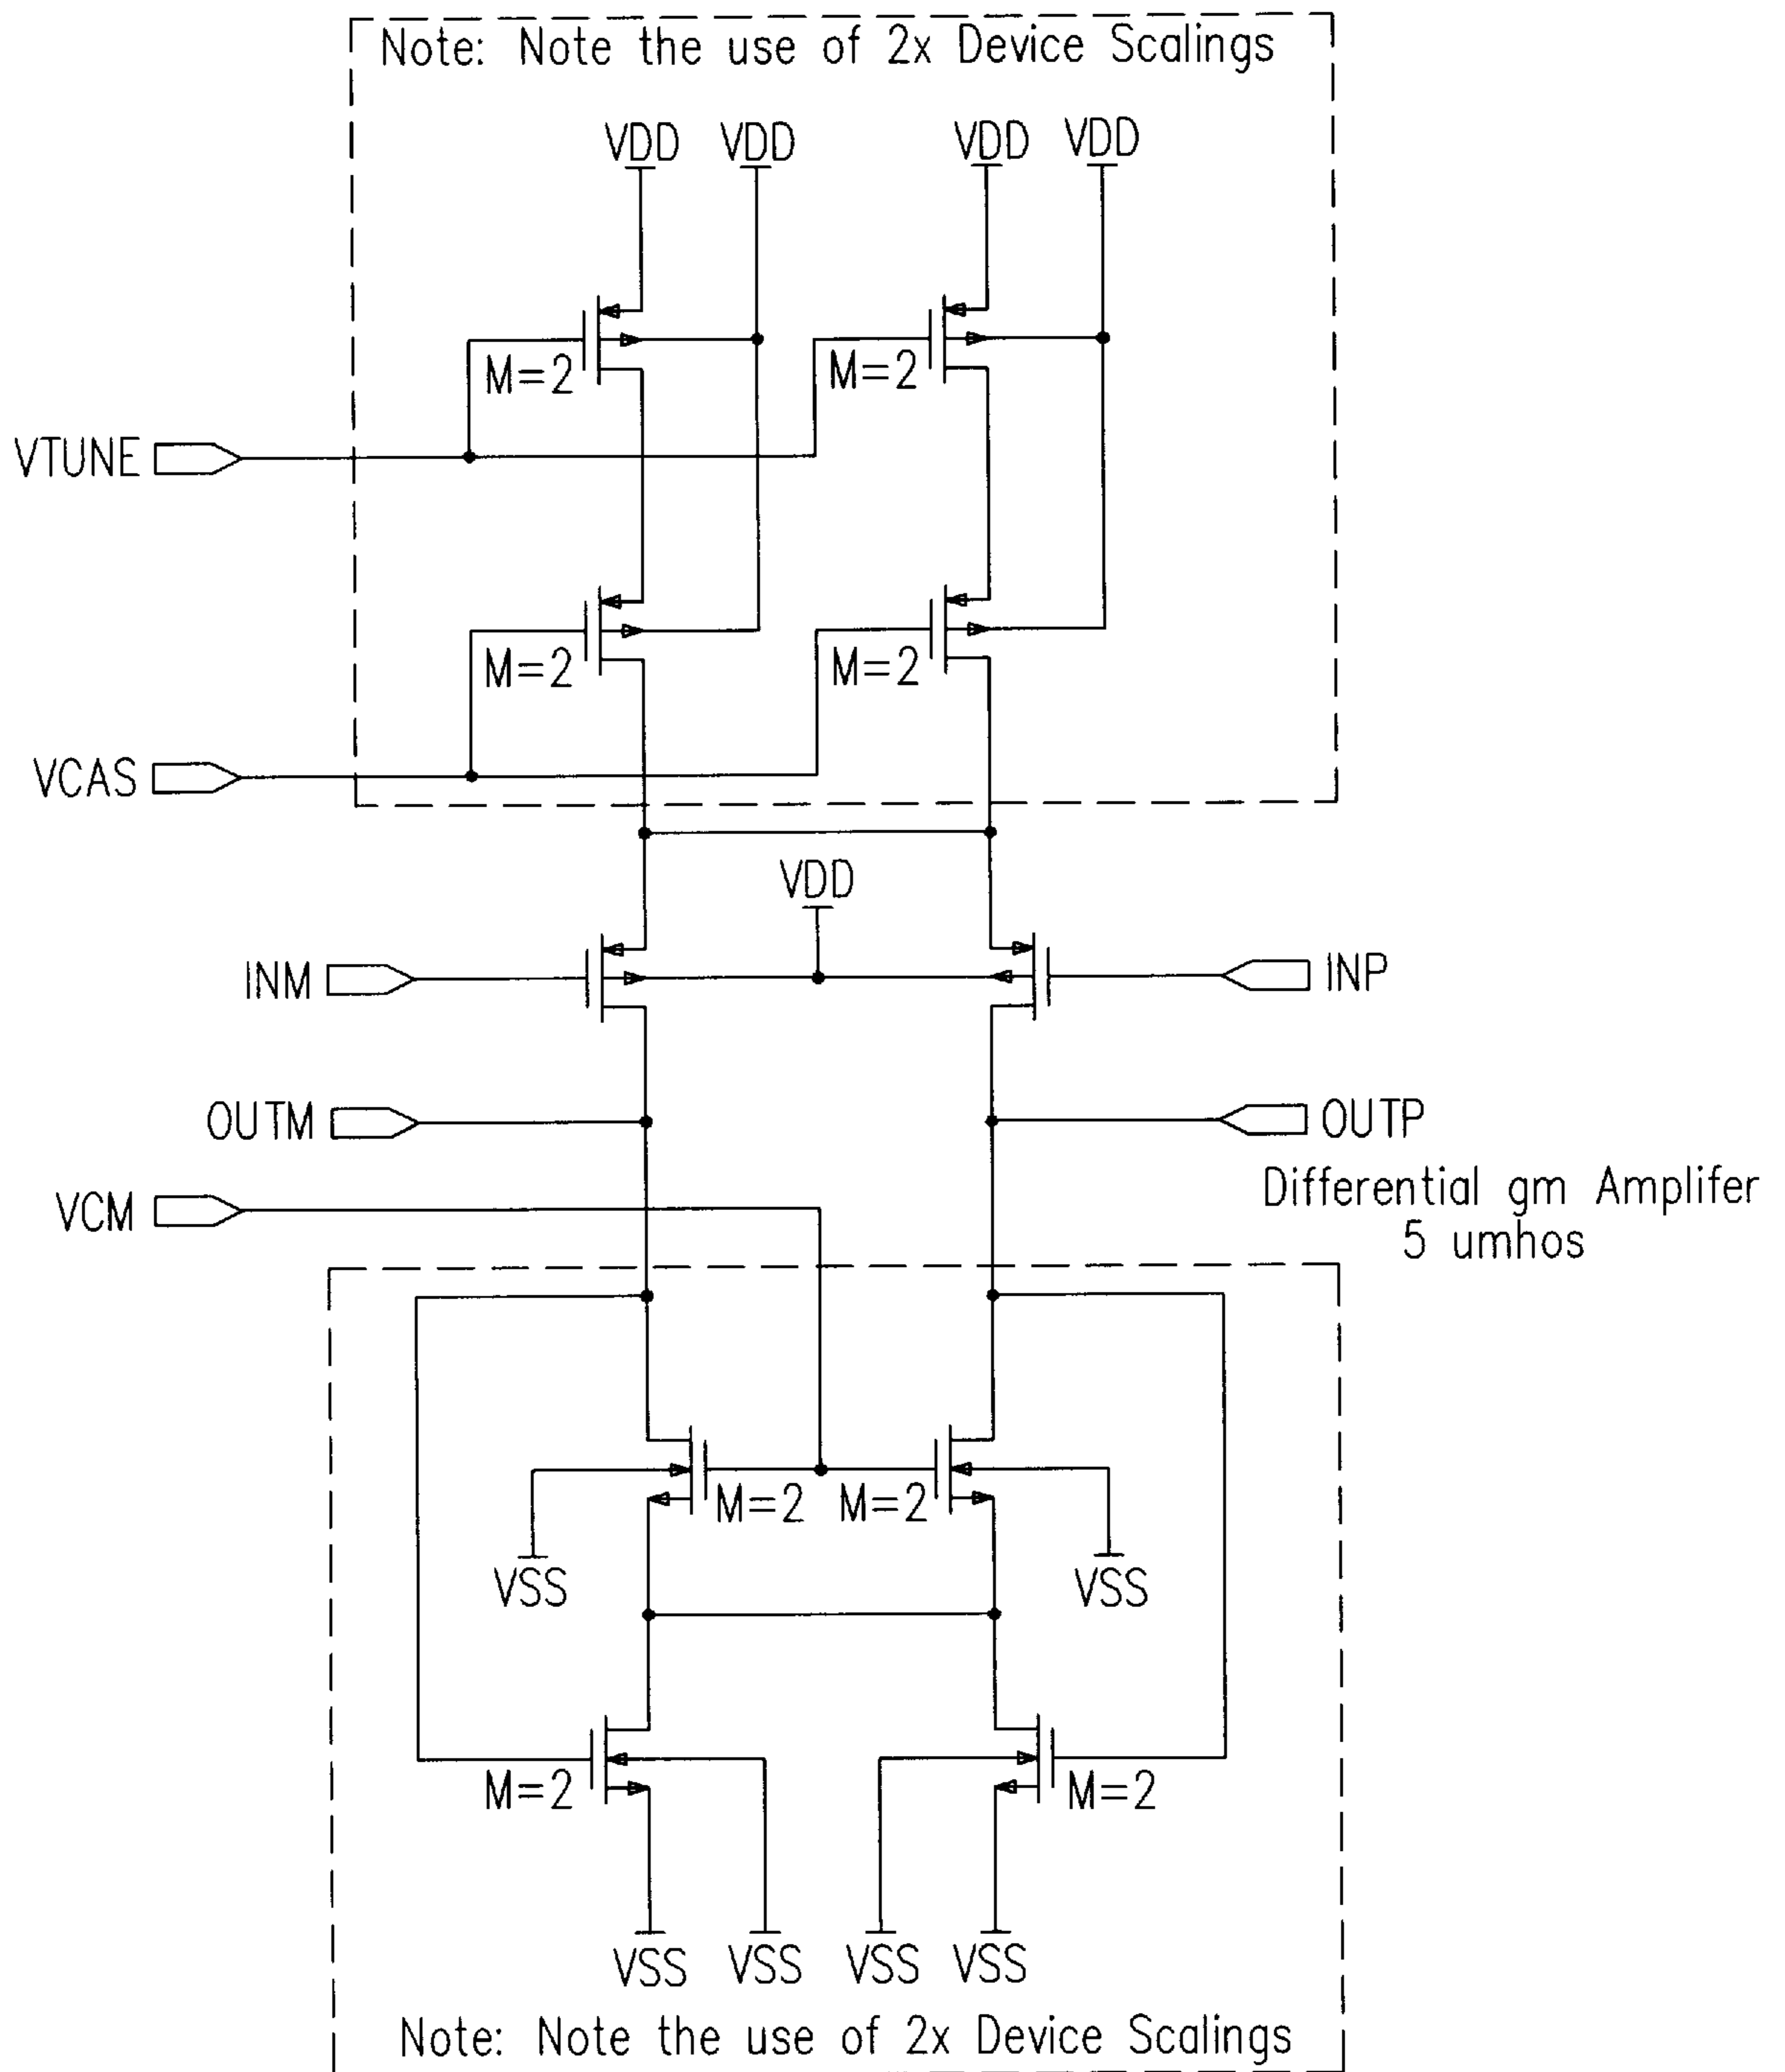 Note: Note the use of 2x Device Scalings
VDD VDD VDD VDD
M=2 M=2
VTUNE
M=2 M=2
VCAS
VDD
INM INP
OUTM OUTP
Differential gm Amplifer
VCM
5 umhos
M=2 M=2
VSS VSS
M=2 M=2
VSS VSS VSS VSS
Note: Note the use of 2x Device Scalings